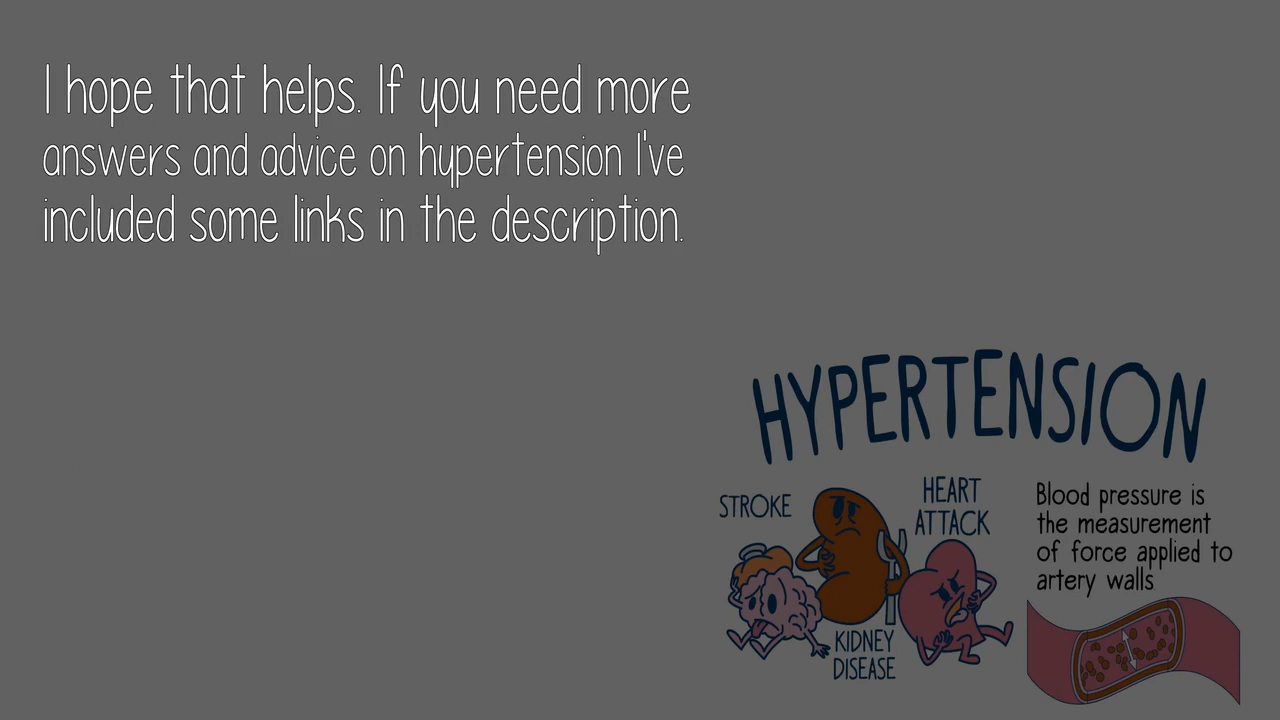 I hope that helps. If you need more
answers and advice on hypertension I've
included some links in the description.
HYPERTENSION
STROKE
HEART
ATTACK
KIDNEY
DISEASE
Blood pressure is
the measurement
of force applied to
artery walls